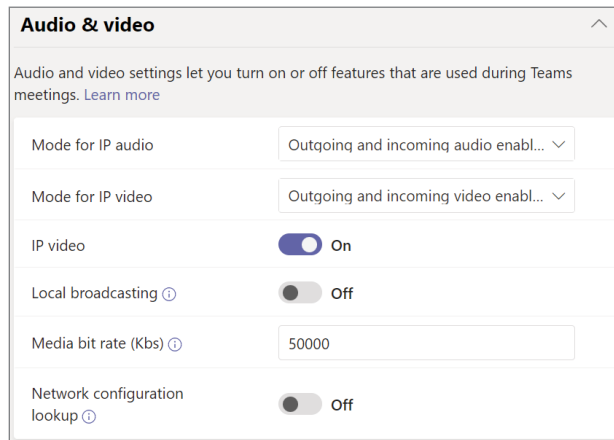 Audio & video
Audio and video settings let you turn on or off features that are used during Teams
meetings. Learn more
Mode for IP audio
Outgoing and incoming audio enabl...
Mode for IP video
Outgoing and incoming video enabl...
IP video
On
Local broadcasting
Off
Media bit rate (Kbs)
50000
Network configuration
lookup
Off